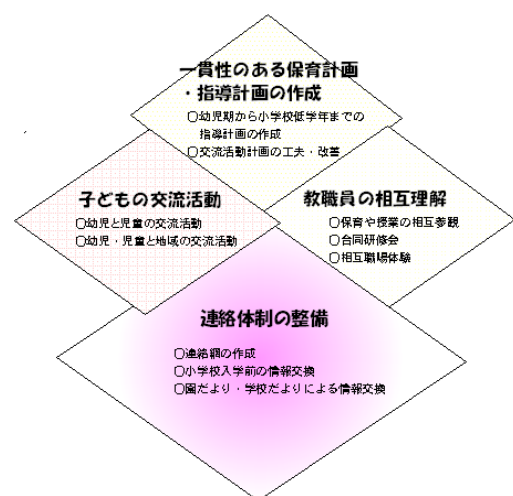 一貫性のある保育計画
・指導計画の作成
○幼児期から小学校低学年までの
指導計画の作成
○交流活動計画の工夫・改善
子どもの交流活動
○幼児と児童の交流活動
○幼児・児童と地域の交流活動
教職員の相互理解
○保育や授業の相互参観
○合同研修会
○相互職場体験
連絡体制の整備
○連絡網の作成
○小学校入学前の情報交換
○園だより・学校だよりによる情報交換